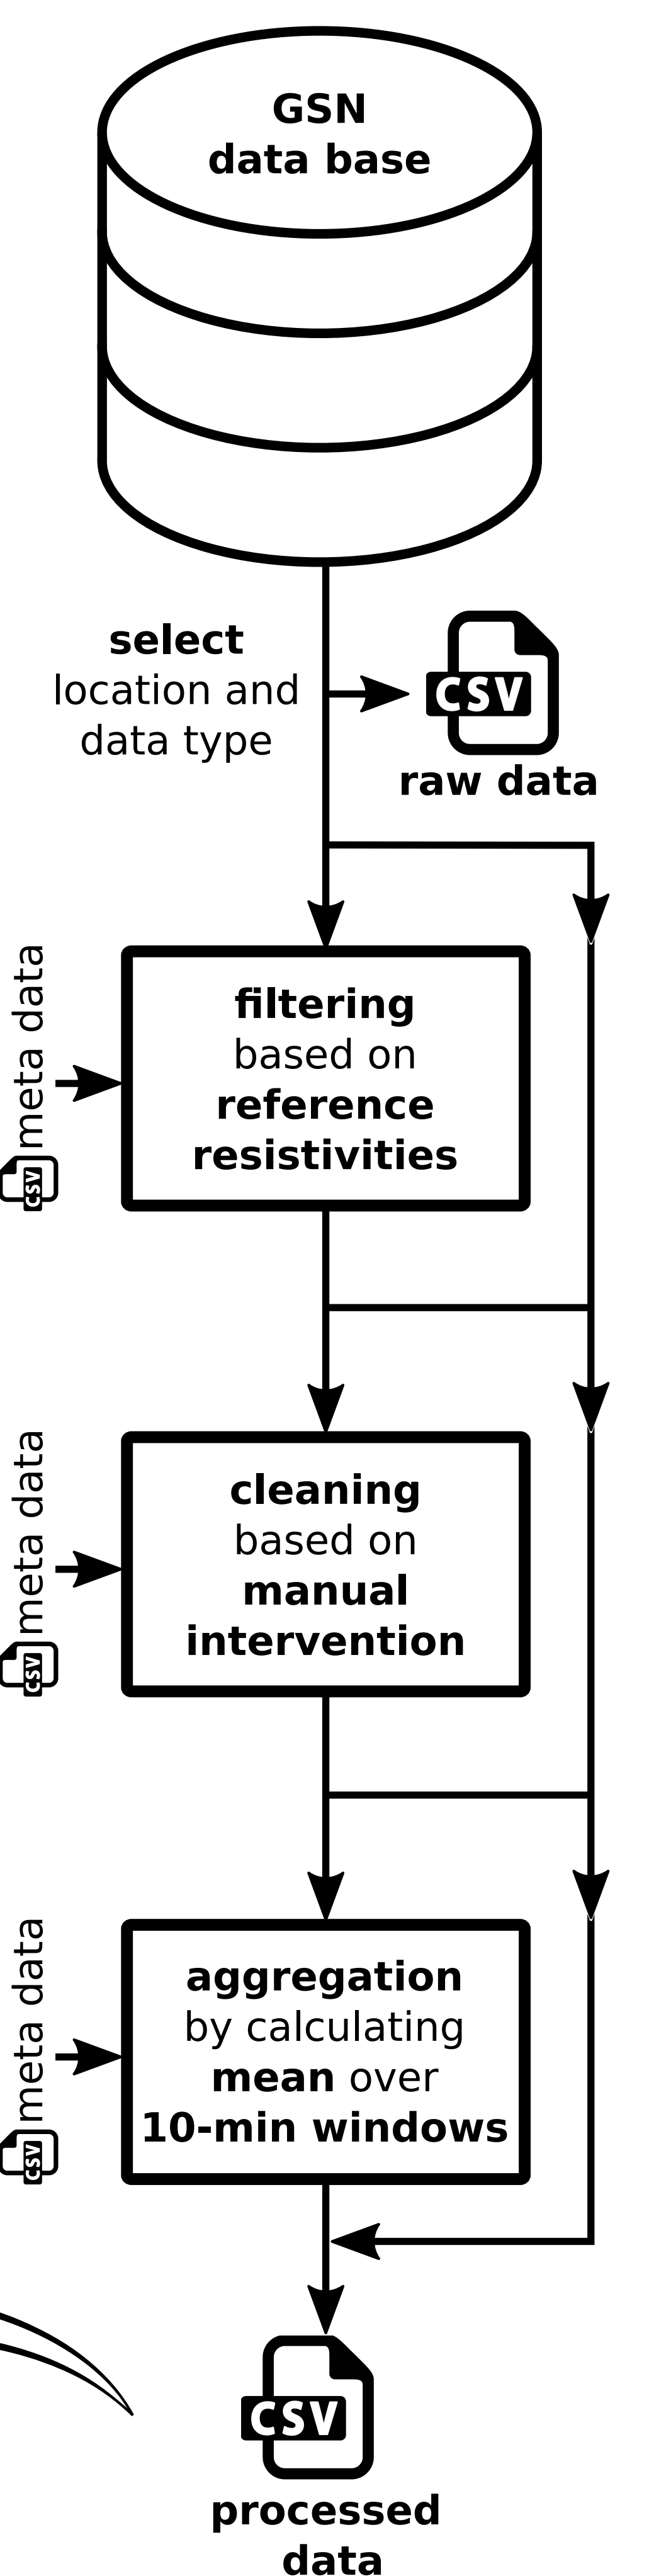 GSN
data base
select
location and
data type
CSV
raw data
meta data
CSV
filtering
based on
reference
resistivities
meta data
CSV
cleaning
based on
manual
intervention
meta data
CSV
aggregation
by calculating
mean over
10-min windows
CSV
processed
data